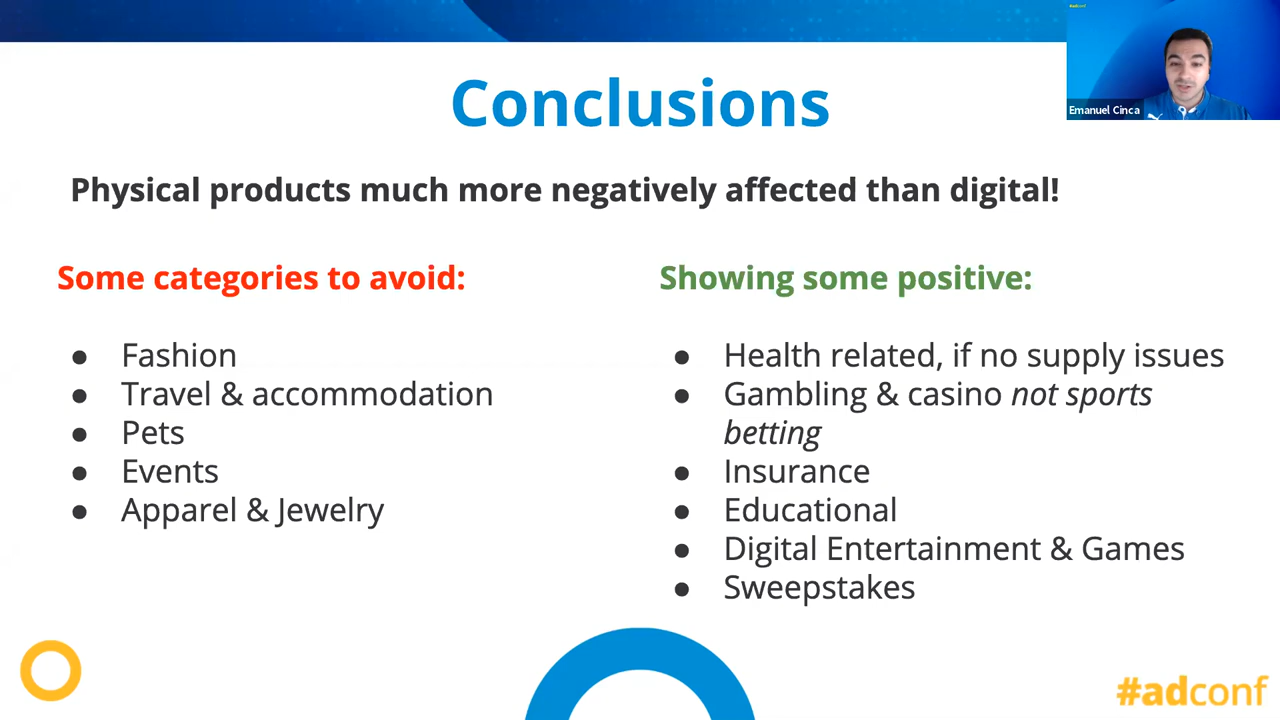 #adconf
Emanuel Cinca
Conclusions
Physical products much more negatively affected than digital!
Some categories to avoid:
● Fashion
● Travel & accommodation
● Pets
● Events
● Apparel & Jewelry
Showing some positive:
● Health related, if no supply issues
● Gambling & casino not sports
betting
● Insurance
● Educational
● Digital Entertainment & Games
● Sweepstakes
#adconf